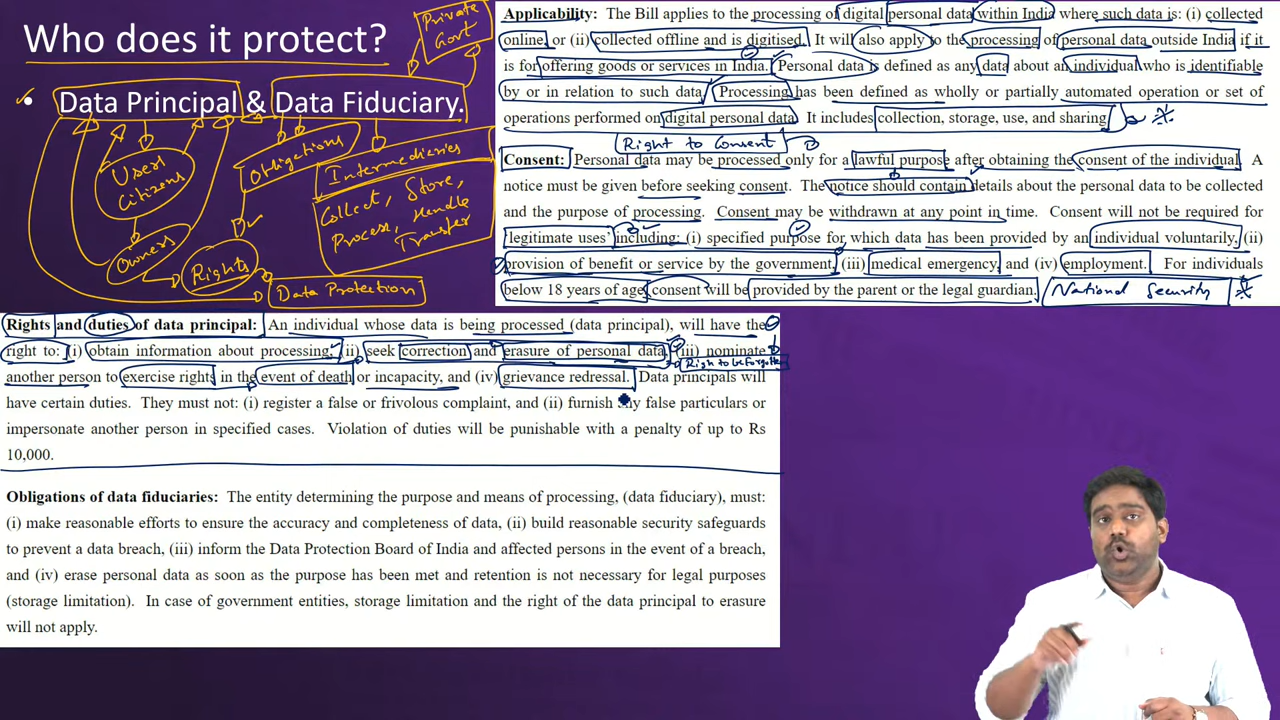 Who does it protect?
Private
Govt
• Data Principal & Data Fiduciary.
Users
Citizens
Obligations
Intermediaries
Collect, Store,
Process, Handle
Transfer
Owners
Rights
Data Protection
Applicability: The Bill applies to the processing of digital personal data within India where such data is: (i) collected
online, or (ii) collected offline and is digitised. It will also apply to the processing of personal data outside India if it
is for offering goods or services in India. Personal data is defined as any data about an individual who is identifiable
by or in relation to such data. Processing has been defined as wholly or partially automated operation or set of
operations performed on digital personal data. It includes collection, storage, use, and sharing.
Right to Consent
Consent: Personal data may be processed only for a lawful purpose after obtaining the consent of the individual. A
notice must be given before seeking consent. The notice should contain details about the personal data to be collected
and the purpose of processing. Consent may be withdrawn at any point in time. Consent will not be required for
'legitimate uses' including: (i) specified purpose for which data has been provided by an individual voluntarily, (ii)
provision of benefit or service by the government, (iii) medical emergency, and (iv) employment. For individuals
below 18 years of age, consent will be provided by the parent or the legal guardian.
National Security
Rights and duties of data principal: An individual whose data is being processed (data principal), will have the
right to: (i) obtain information about processing, (ii) seek correction and erasure of personal data, (iii) nominate
Right to be Forgotten
another person to exercise rights in the event of death or incapacity, and (iv) grievance redressal. Data principals will
have certain duties. They must not: (i) register a false or frivolous complaint, and (ii) furnish any false particulars or
impersonate another person in specified cases. Violation of duties will be punishable with a penalty of up to Rs
10,000.
Obligations of data fiduciaries: The entity determining the purpose and means of processing, (data fiduciary), must:
(i) make reasonable efforts to ensure the accuracy and completeness of data, (ii) build reasonable security safeguards
to prevent a data breach, (iii) inform the Data Protection Board of India and affected persons in the event of a breach,
and (iv) erase personal data as soon as the purpose has been met and retention is not necessary for legal purposes
(storage limitation). In case of government entities, storage limitation and the right of the data principal to erasure
will not apply.